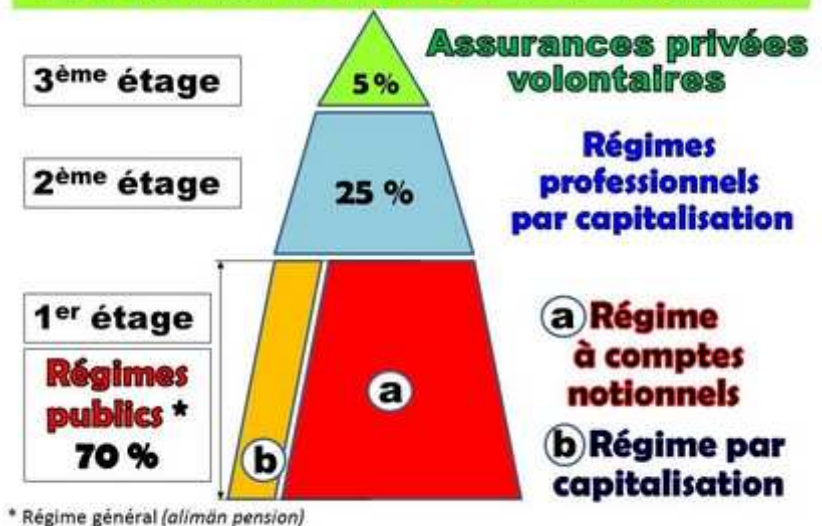 3ème étage
5 %
Assurances privées
volontaires
2ème étage
25 %
Régimes
professionnels
par capitalisation
1er étage
Régimes
publics *
70 %
a
b
a Régime
à comptes
notionnels
b Régime par
capitalisation
* Régime général (alimän pension)